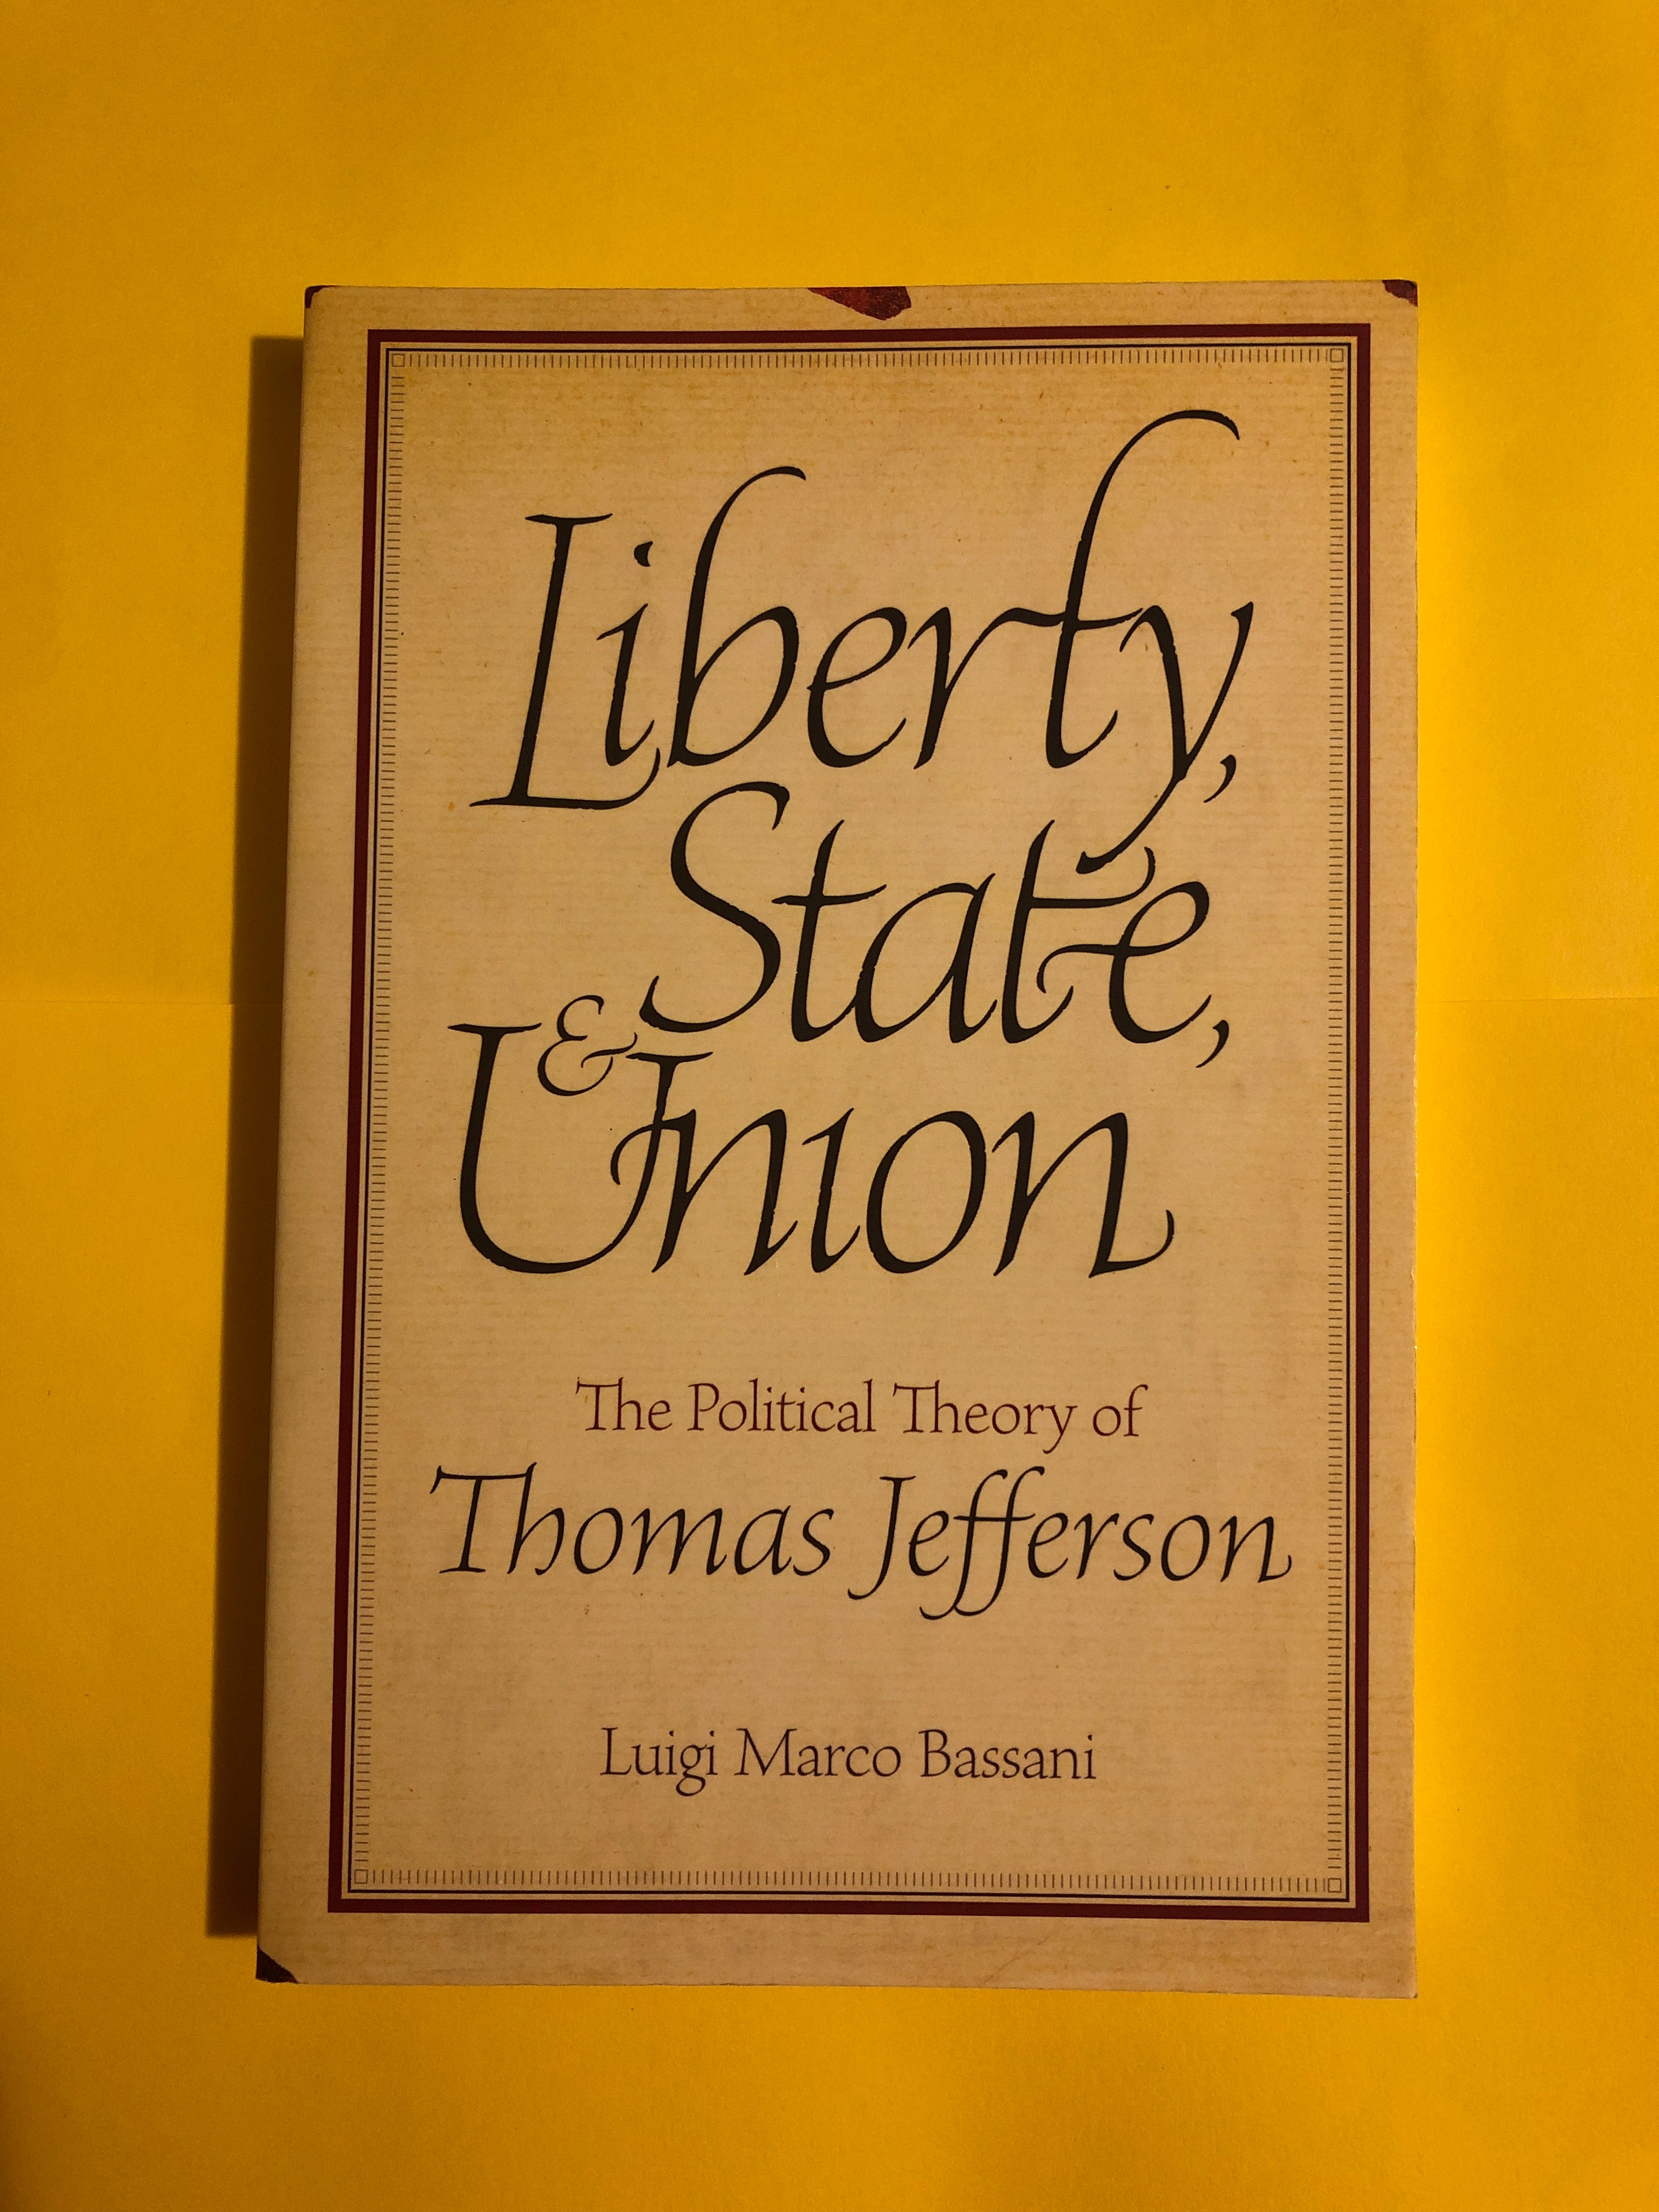 Liberty,
State,
& Union
The Political Theory of
Thomas Jefferson
Luigi Marco Bassani